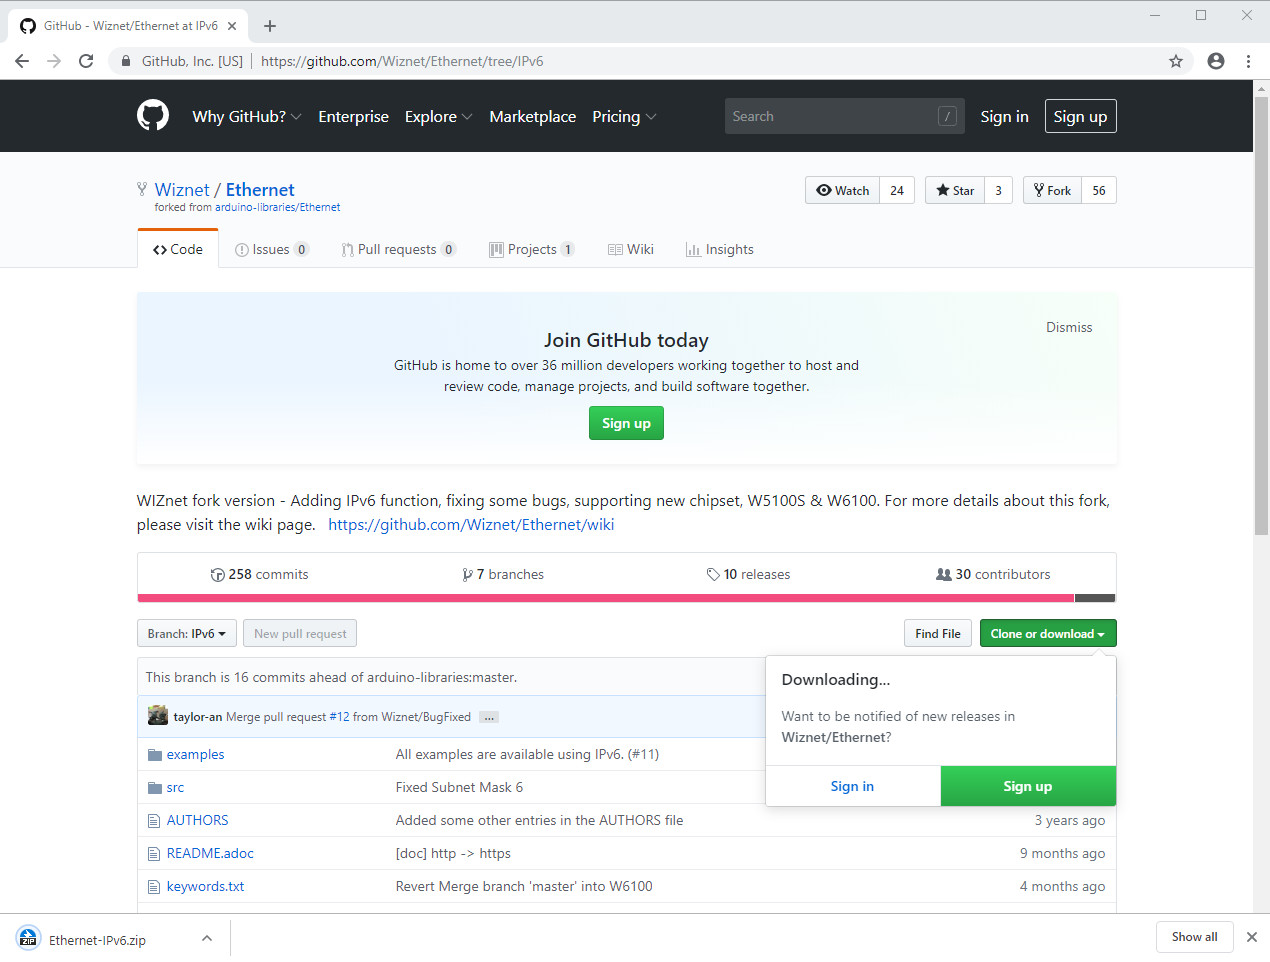 GitHub - Wiznet/Ethernet at IPv6
GitHub, Inc. [US] https://github.com/Wiznet/Ethernet/tree/IPv6
Why GitHub? Enterprise Explore Marketplace Pricing Search / Sign in Sign up
Wiznet / Ethernet Watch 24 Star 3 Fork 56
forked from arduino-libraries/Ethernet
Code Issues 0 Pull requests 0 Projects 1 Wiki Insights
Dismiss
Join GitHub today
GitHub is home to over 36 million developers working together to host and
review code, manage projects, and build software together.
Sign up
WIZnet fork version - Adding IPv6 function, fixing some bugs, supporting new chipset, W5100S & W6100. For more details about this fork,
please visit the wiki page. https://github.com/Wiznet/Ethernet/wiki
258 commits 7 branches 10 releases 30 contributors
Branch: IPv6 New pull request Find File Clone or download
This branch is 16 commits ahead of arduino-libraries:master.
Downloading...
Want to be notified of new releases in
Wiznet/Ethernet?
Sign in Sign up
taylor-an Merge pull request #12 from Wiznet/BugFixed ...
examples All examples are available using IPv6. (#11)
src Fixed Subnet Mask 6
AUTHORS Added some other entries in the AUTHORS file 3 years ago
README.adoc [doc] http -> https 9 months ago
keywords.txt Revert Merge branch 'master' into W6100 4 months ago
ZIP Ethernet-IPv6.zip Show all